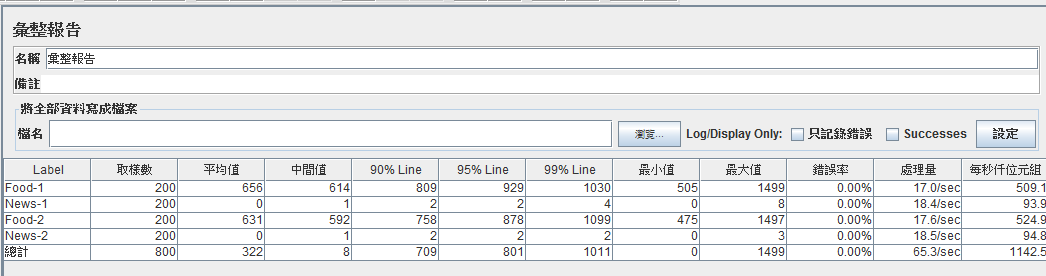 彙整報告
名稱 彙整報告
備註
將全部資料寫成檔案
檔名 瀏覽... Log/Display Only: 只記錄錯誤 Successes 設定
Label 取樣數 平均值 中間值 90% Line 95% Line 99% Line 最小值 最大值 錯誤率 處理量 每秒仟位元組
Food-1 200 656 614 809 929 1030 505 1499 0.00% 17.0/sec 509.1
News-1 200 0 1 2 2 4 0 8 0.00% 18.4/sec 93.9
Food-2 200 631 592 758 878 1099 475 1497 0.00% 17.6/sec 524.9
News-2 200 0 1 2 2 2 0 3 0.00% 18.5/sec 94.8
總計 800 322 8 709 801 1011 0 1499 0.00% 65.3/sec 1142.5